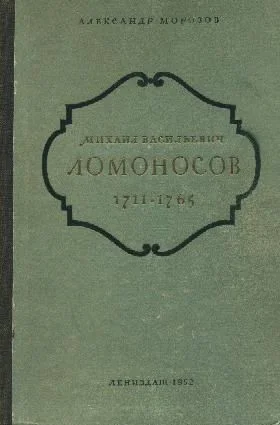 АЛЕКСАНДР МОРОЗОВ
МИХАИЛ ВАСИЛЬЕВИЧ
ЛОМОНОСОВ
1711-1765
ЛЕНИЗДАТ·1952